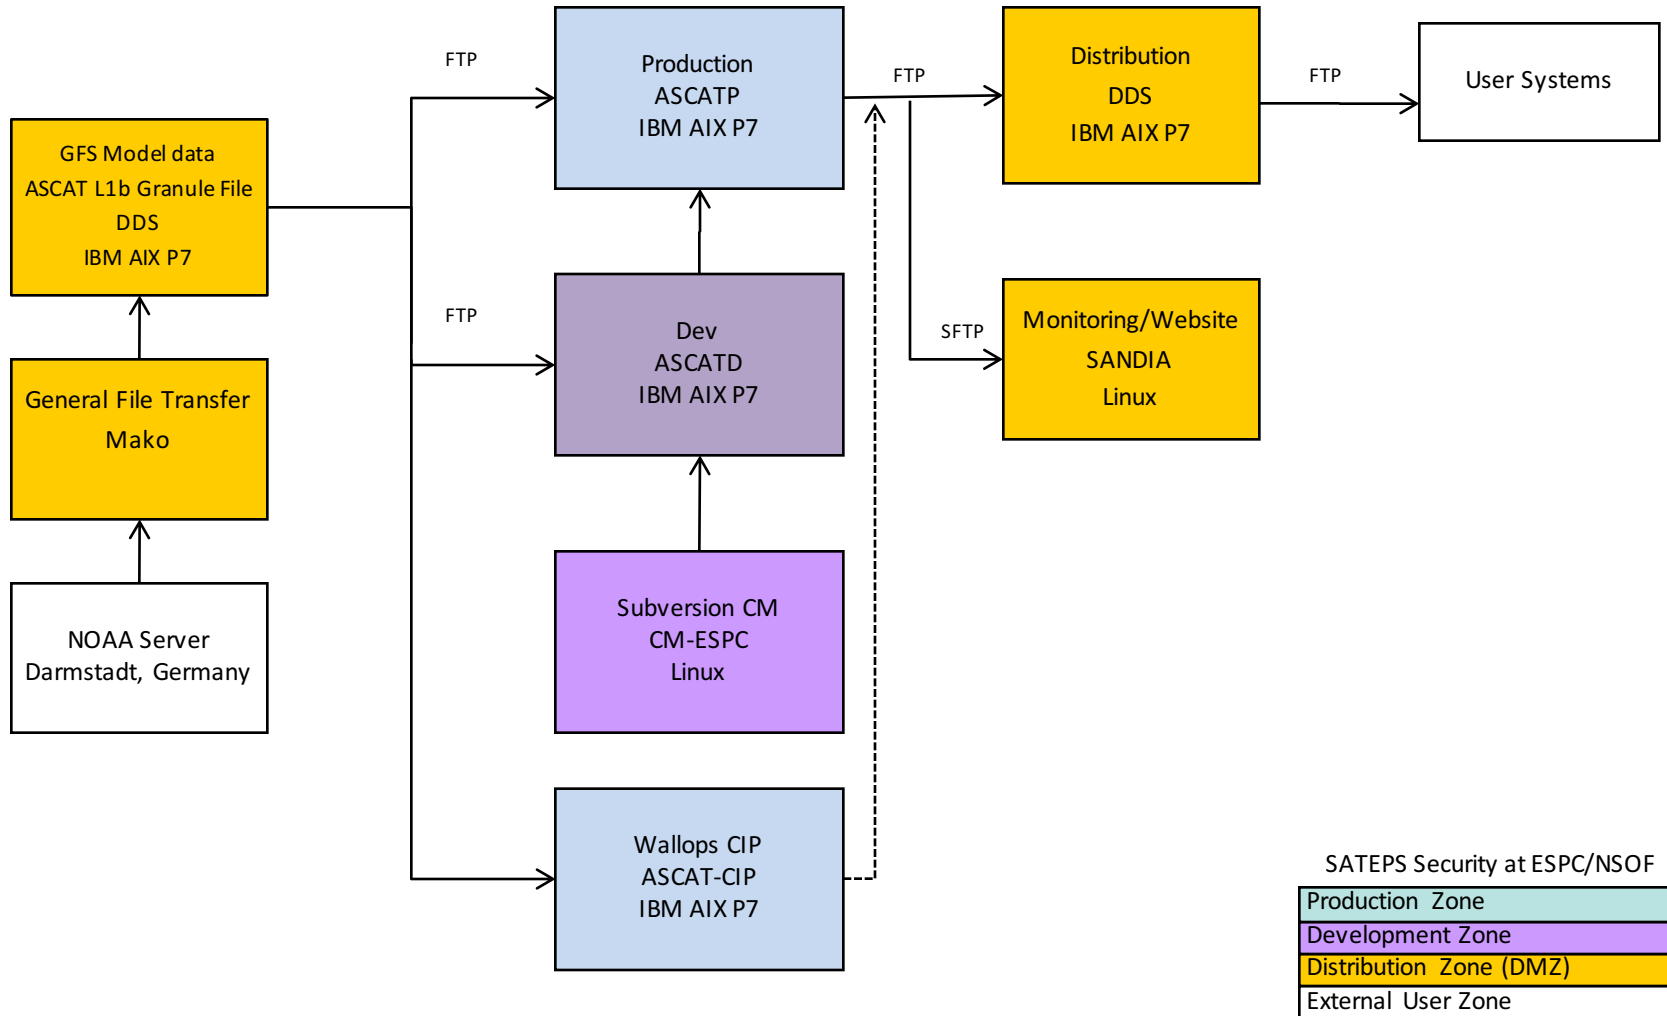 FTP
Production
ASCATP
IBM AIX P7
FTP
Distribution
DDS
IBM AIX P7
FTP
User Systems
GFS Model data
ASCAT L1b Granule File
DDS
IBM AIX P7
FTP
Dev
ASCATD
IBM AIX P7
SFTP
Monitoring/Website
SANDIA
Linux
General File Transfer
Mako
NOAA Server
Darmstadt, Germany
Subversion CM
CM-ESPC
Linux
Wallops CIP
ASCAT-CIP
IBM AIX P7
SATEPS Security at ESPC/NSOF
Production Zone
Development Zone
Distribution Zone (DMZ)
External User Zone